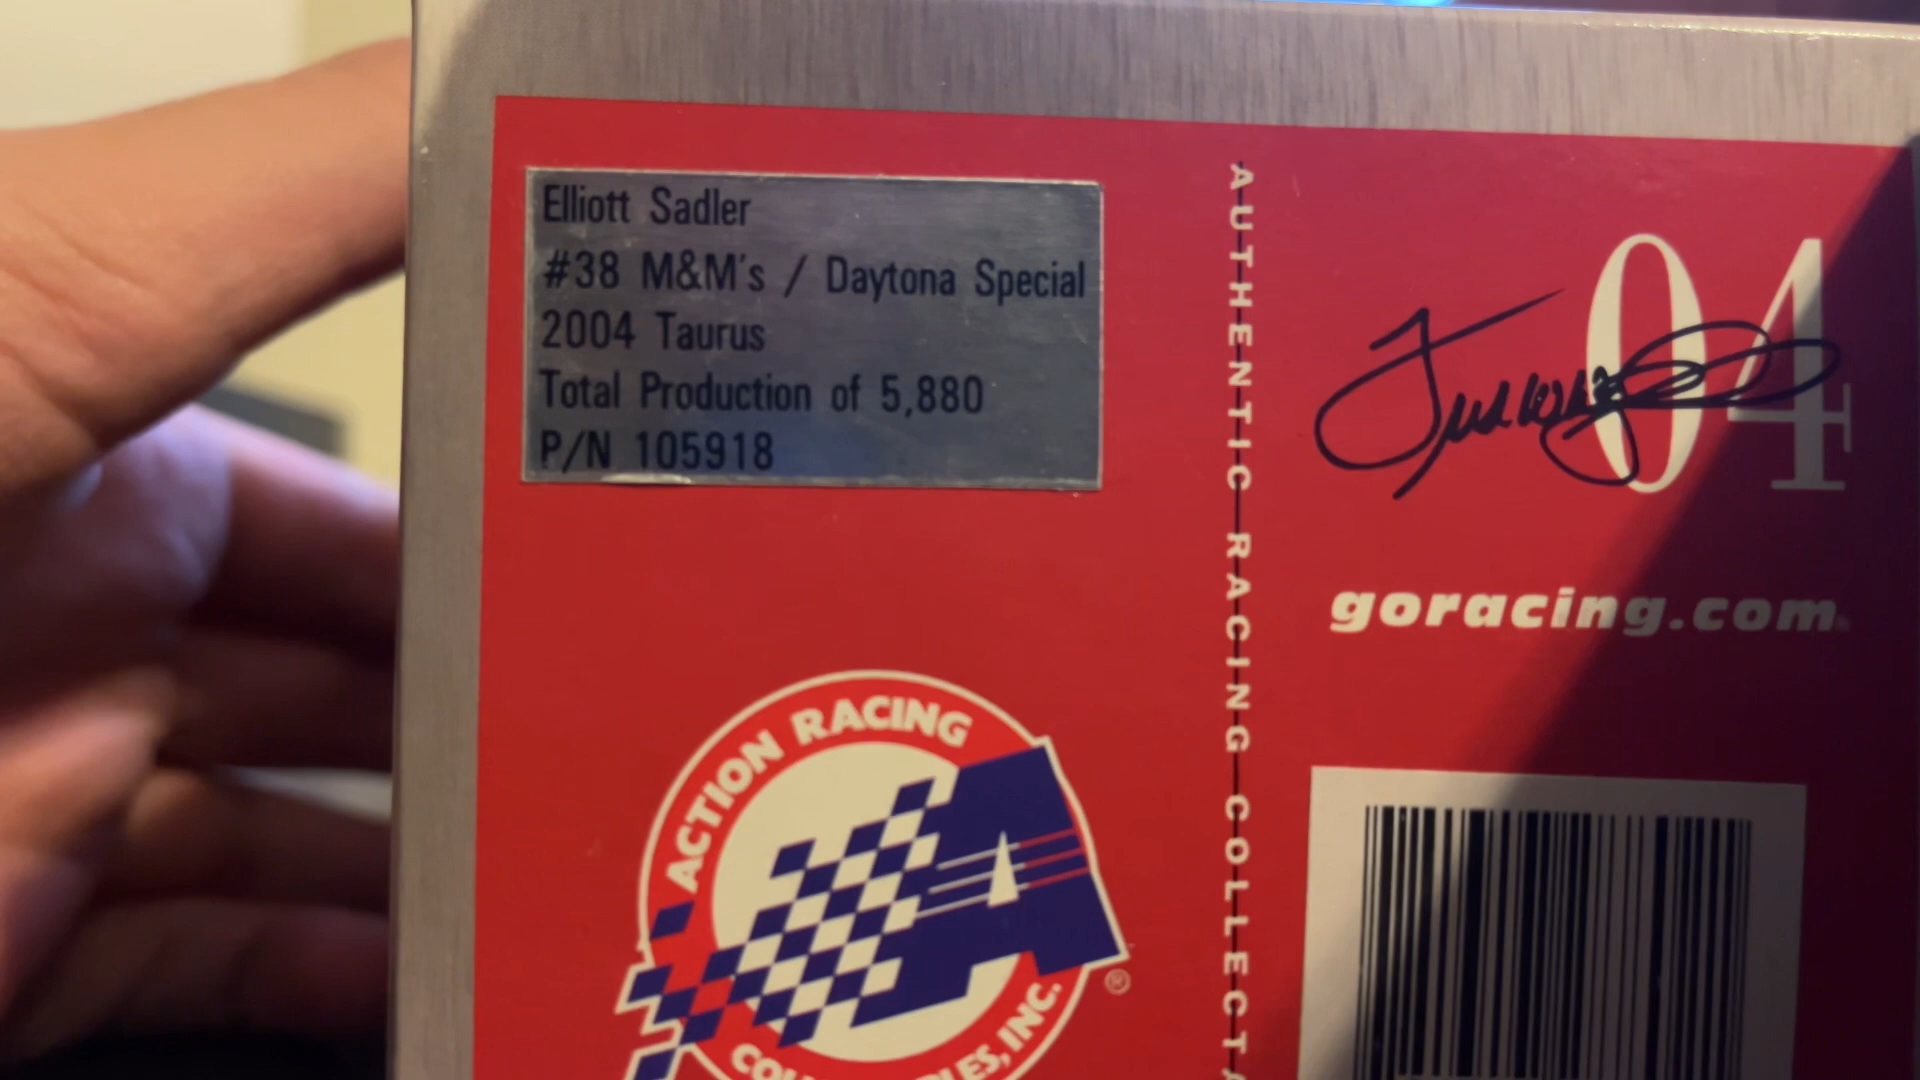 Elliott Sadler
#38 M&M's / Daytona Special
2004 Taurus
Total Production of 5,880
P/N 105918
AUTHENTIC RACING COLLECT
04
goracing.com
ACTION RACING
INC.
A
®